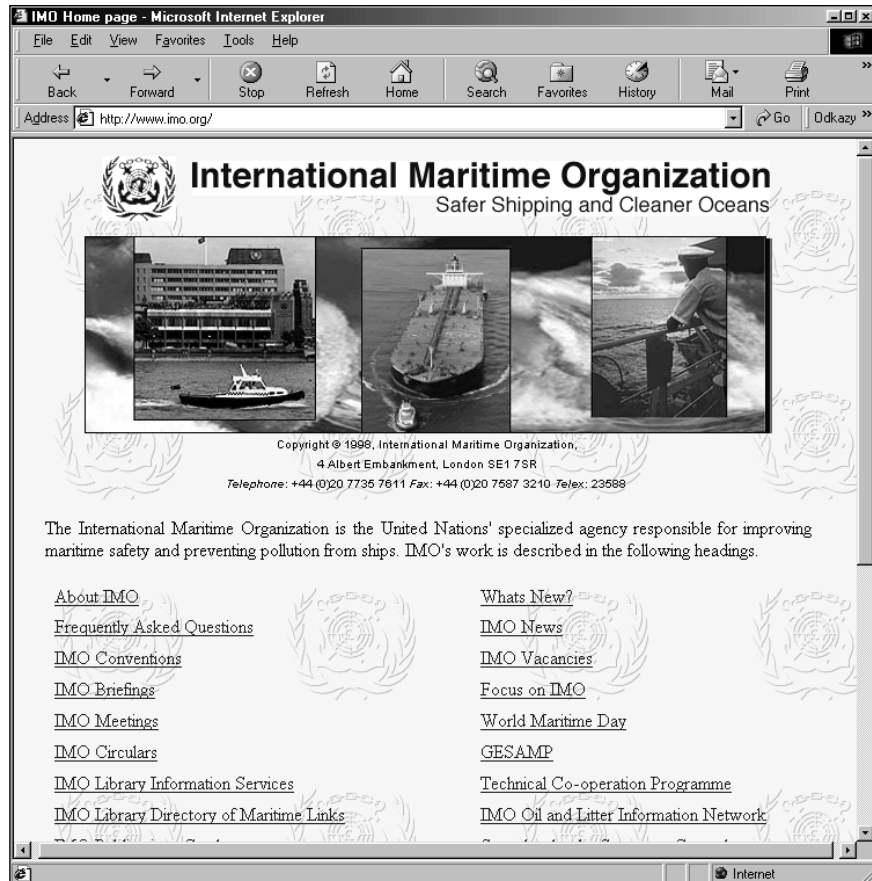 IMO Home page - Microsoft Internet Explorer
File Edit View Favorites Tools Help
Back Forward Stop Refresh Home Search Favorites History Mail Print
Address http://www.imo.org/ Go Odkazy
International Maritime Organization
Safer Shipping and Cleaner Oceans
Copyright © 1998, International Maritime Organization,
4 Albert Embankment, London SE1 7SR
Telephone: +44 (0)20 7735 7611 Fax: +44 (0)20 7587 3210 Telex: 23588
The International Maritime Organization is the United Nations' specialized agency responsible for improving
maritime safety and preventing pollution from ships. IMO's work is described in the following headings.
About IMO Whats New?
Frequently Asked Questions IMO News
IMO Conventions IMO Vacancies
IMO Briefings Focus on IMO
IMO Meetings World Maritime Day
IMO Circulars GESAMP
IMO Library Information Services Technical Co-operation Programme
IMO Library Directory of Maritime Links IMO Oil and Litter Information Network
Internet